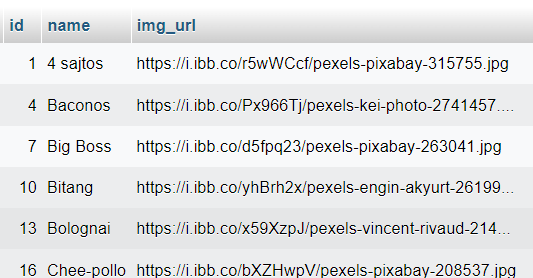 id name img_url
1 4 sajtos https://i.ibb.co/r5wWCcf/pexels-pixabay-315755.jpg
4 Baconos https://i.ibb.co/Px966Tj/pexels-kei-photo-2741457....
7 Big Boss https://i.ibb.co/d5fpq23/pexels-pixabay-263041.jpg
10 Bitang https://i.ibb.co/yhBrh2x/pexels-engin-akyurt-26199...
13 Bolognai https://i.ibb.co/x59XzpJ/pexels-vincent-rivaud-214...
16 Chee-pollo https://i.ibb.co/bXZHwpV/pexels-pixabay-208537.jpg